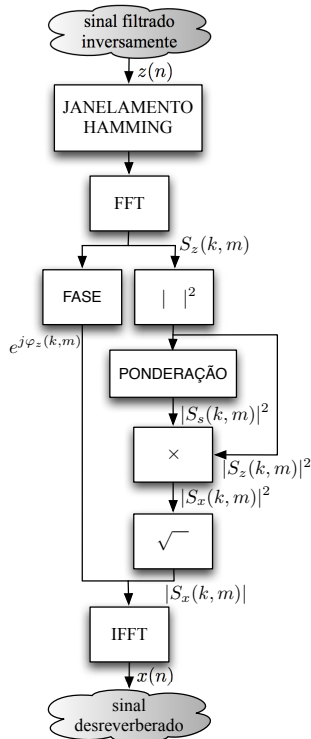 sinal filtrado
inversamente
z(n)
JANELAMENTO
HAMMING
FFT
S_z(k, m)
FASE
| |^2
e^{jφ_z(k,m)}
PONDERAÇÃO
|S_s(k, m)|^2
×
|S_z(k, m)|^2
|S_x(k, m)|^2
√
|S_x(k, m)|
IFFT
x(n)
sinal
desreverberado